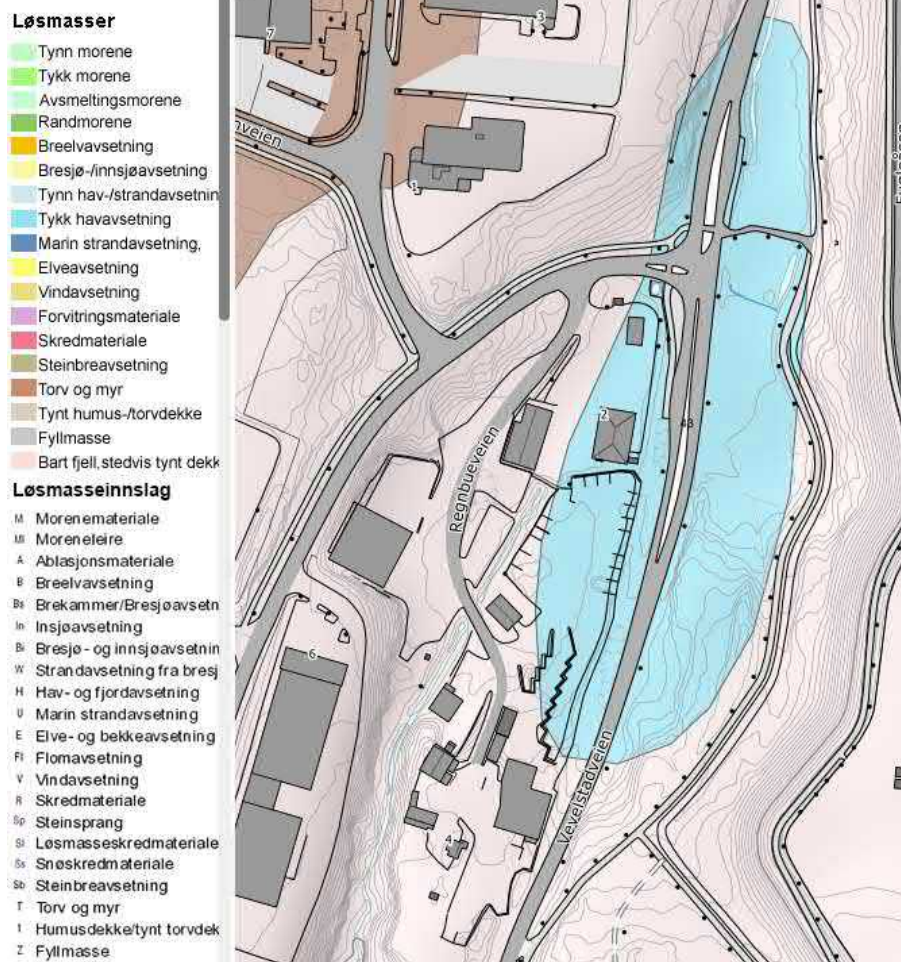 Løsmasser
Tynn morene
Tykk morene
Avsmeltingsmorene
Randmorene
Breelvavsetning
Bresjø-/innsjøavsetning
Tynn hav-/strandavsetnin
Tykk havavsetning
Marin strandavsetning,
Elveavsetning
Vindavsetning
Forvitringsmateriale
Skredmateriale
Steinbreavsetning
Torv og myr
Tynt humus-/torvdekke
Fyllmasse
Bart fjell, stedvis tynt dekk
Løsmasseinnslag
M Morenemateriale
Moreneleire
A Ablasjonsmateriale
B Breelvavsetning
Bs Brekammer/Bresjøavsetn
In Insjøavsetning
Bi Bresjø- og innsjøavsetnin
W Strandavsetning fra bresj
H Hav- og fjordavsetning
U Marin strandavsetning
E Elve- og bekkeavsetning
Fl Flomavsetning
V Vindavsetning
R Skredmateriale
Sp Steinsprang
Sl Løsmasseskredmateriale
Ss Snøskredmateriale
Sb Steinbreavsetning
T Torv og myr
1 Humusdekke/tynt torvdek
Z Fyllmasse
7
3
veien
1
2
43
Regnbueveien
6
Vevelstadveien
4